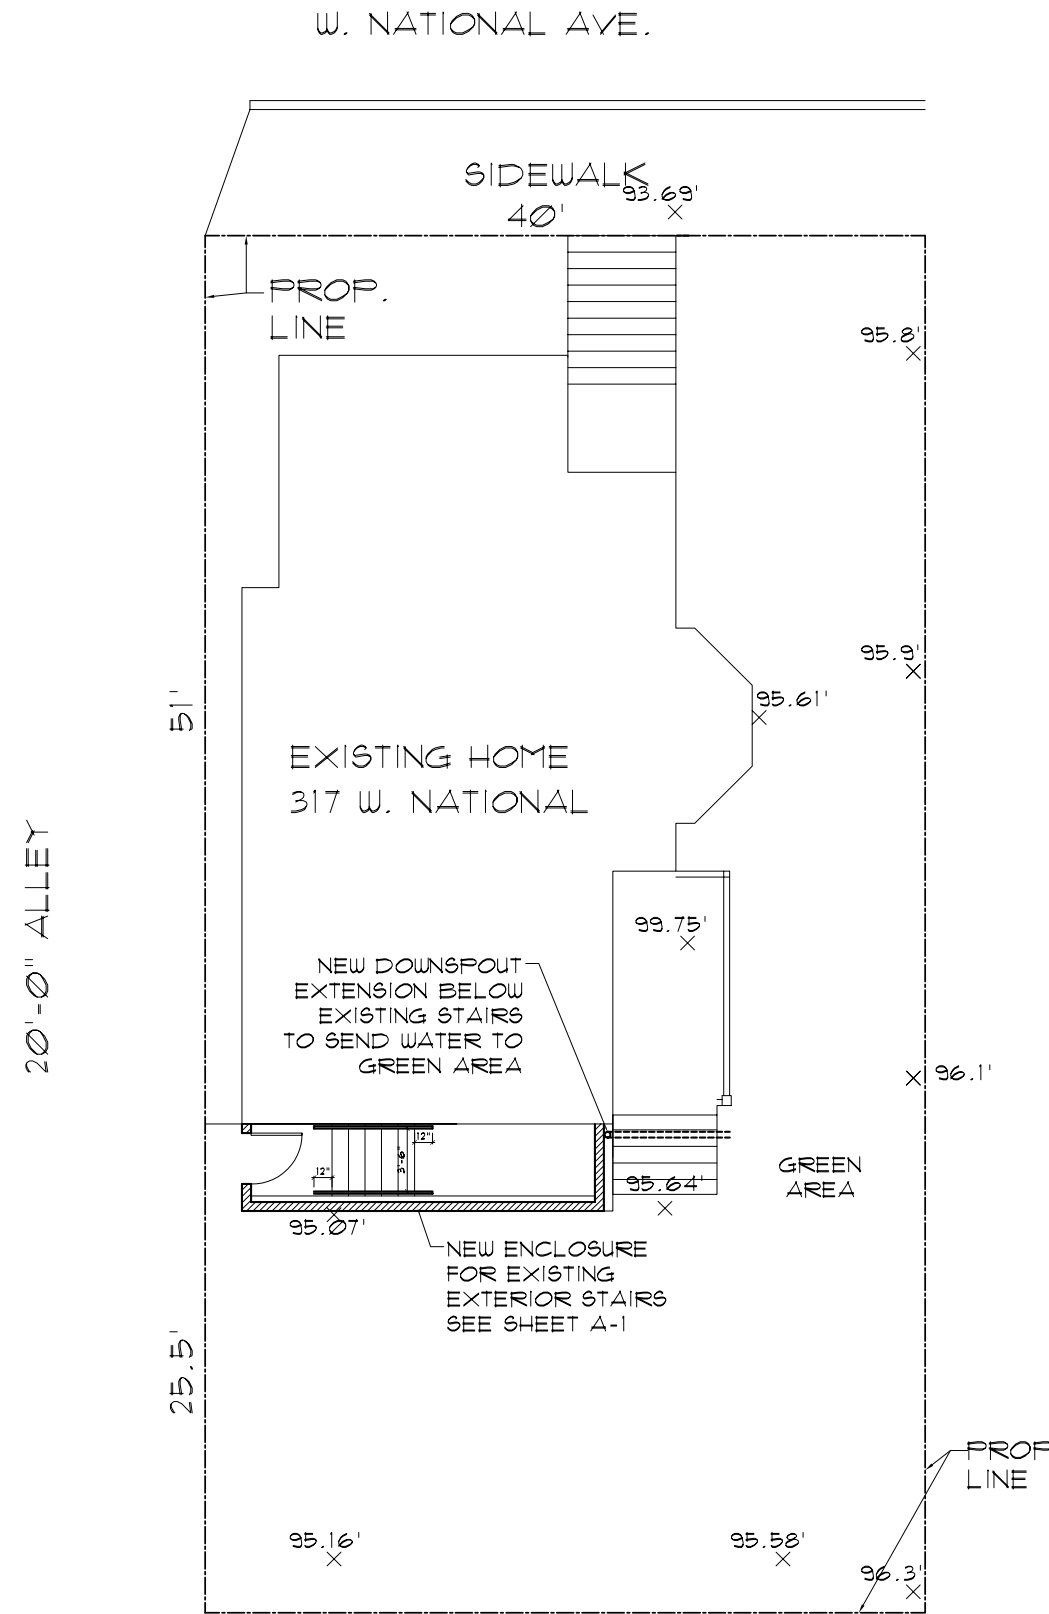 W. NATIONAL AVE.
SIDEWALK
93.69'
40'
PROP.
LINE
95.8'
95.9'
51'
95.61'
EXISTING HOME
317 W. NATIONAL
20'-0" ALLEY
99.75'
NEW DOWNSPOUT
EXTENSION BELOW
EXISTING STAIRS
TO SEND WATER TO
GREEN AREA
96.1'
12"
3'-6"
12"
GREEN
AREA
95.64'
95.07'
NEW ENCLOSURE
FOR EXISTING
EXTERIOR STAIRS
SEE SHEET A-1
25.5'
PROP
LINE
95.16'
95.58'
96.3'